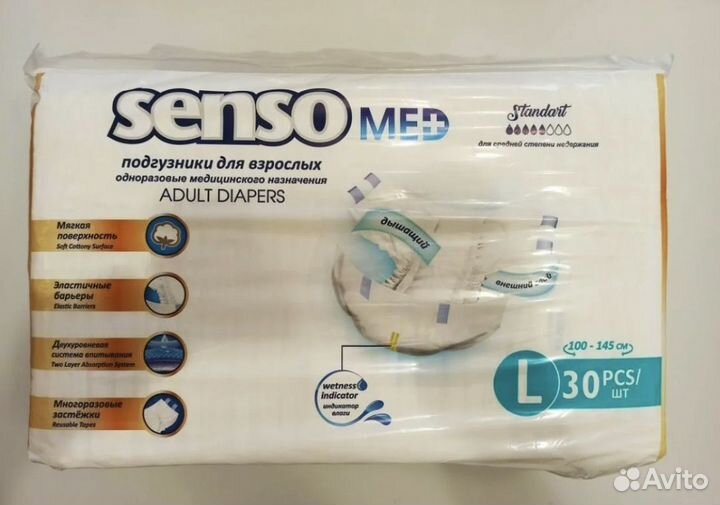 senso MED
Standart
для средней степени недержания
подгузники для взрослых
одноразовые медицинского назначения
ADULT DIAPERS
Мягкая
поверхность
Soft Cottony Surface
Эластичные
барьеры
Elastic Barriers
Двухуровневая
система впитывания
Two Layer Absorption System
Многоразовые
застёжки
Reusable Tapes
дышащий
внешний
wetness
indicator
индикатор
влаги
100 - 145 см
L 30 PCS/
ШТ
Avito